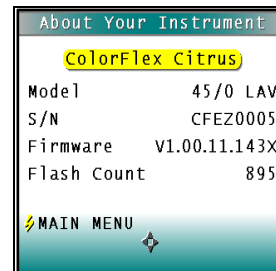 About Your Instrument
ColorFlex Citrus
Model 45/0 LAV
S/N CFEZ0005
Firmware V1.00.11.143X
Flash Count 895
MAIN MENU